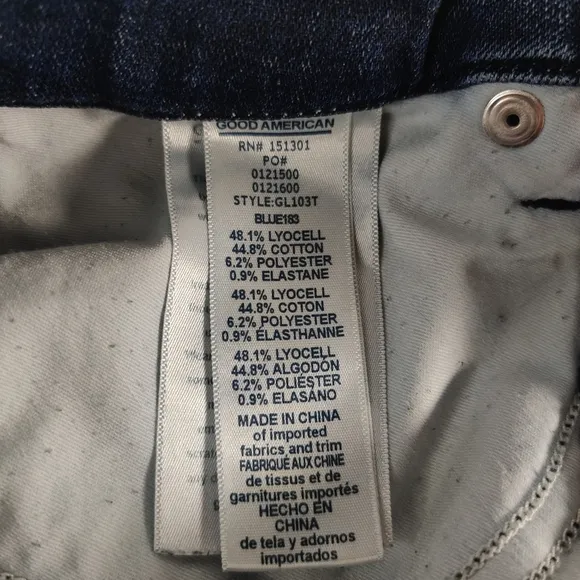 GOOD AMERICAN
RN# 151301
PO#
0121500
0121600
STYLE:GL103T
BLUE183
48.1% LYOCELL
44.8% COTTON
6.2% POLYESTER
0.9% ELASTANE
48.1% LYOCELL
44.8% COTON
6.2% POLYESTER
0.9% ÉLASTHANNE
48.1% LYOCELL
44.8% ALGODÓN
6.2% POLIÉSTER
0.9% ELASANO
MADE IN CHINA
of imported
fabrics and trim
FABRIQUÉ AUX CHINE
de tissus et de
garnitures importés
HECHO EN
CHINA
de tela y adornos
importados